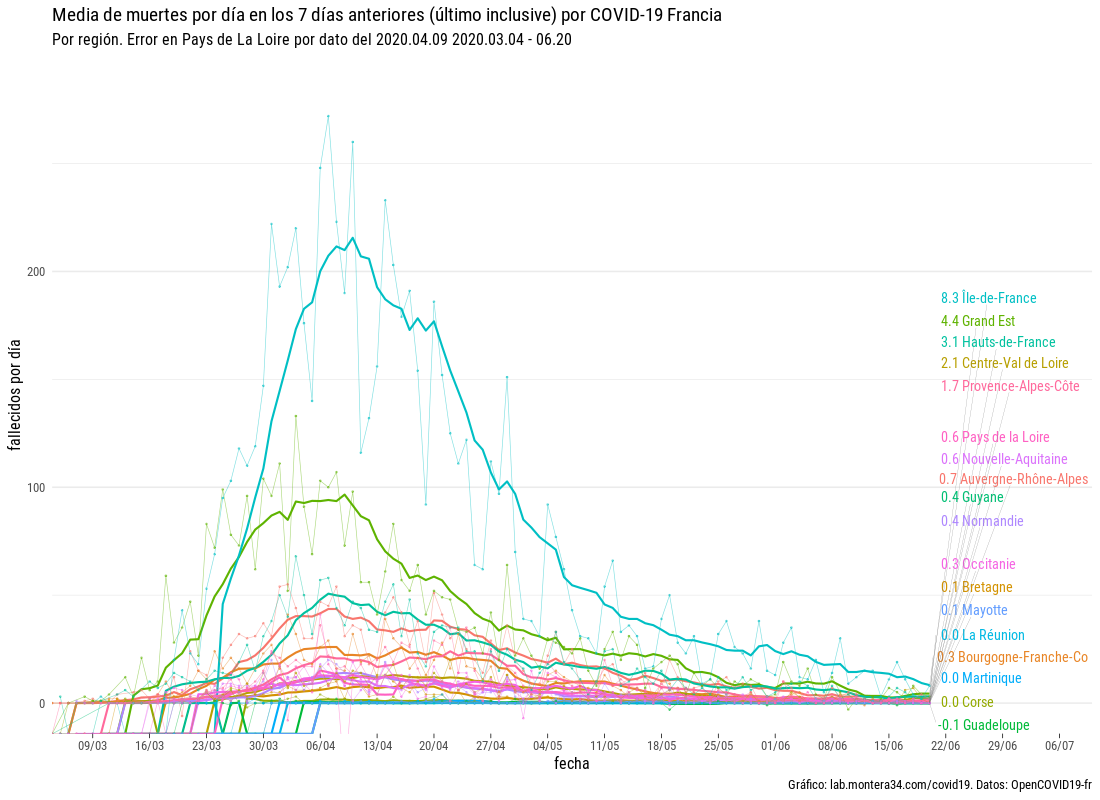 Media de muertes por día en los 7 días anteriores (último inclusive) por COVID-19 Francia
Por región. Error en Pays de La Loire por dato del 2020.04.09 2020.03.04 - 06.20
fallecidos por día
200
100
0
8.3 Île-de-France
4.4 Grand Est
3.1 Hauts-de-France
2.1 Centre-Val de Loire
1.7 Provence-Alpes-Côte
0.6 Pays de la Loire
0.6 Nouvelle-Aquitaine
0.7 Auvergne-Rhône-Alpes
0.4 Guyane
0.4 Normandie
0.3 Occitanie
0.1 Bretagne
0.1 Mayotte
0.0 La Réunion
0.3 Bourgogne-Franche-Co
0.0 Martinique
0.0 Corse
-0.1 Guadeloupe
09/03 16/03 23/03 30/03 06/04 13/04 20/04 27/04 04/05 11/05 18/05 25/05 01/06 08/06 15/06 22/06 29/06 06/07
fecha
Gráfico: lab.montera34.com/covid19. Datos: OpenCOVID19-fr